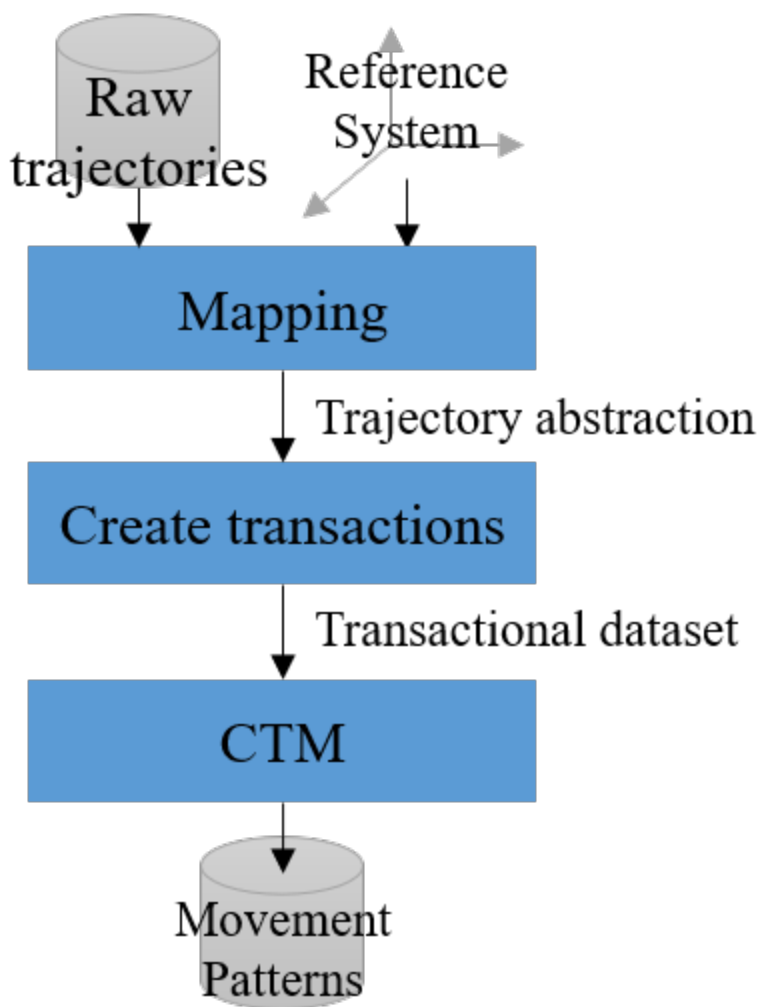 Raw
trajectories
Reference
System
Mapping
Trajectory abstraction
Create transactions
Transactional dataset
CTM
Movement
Patterns